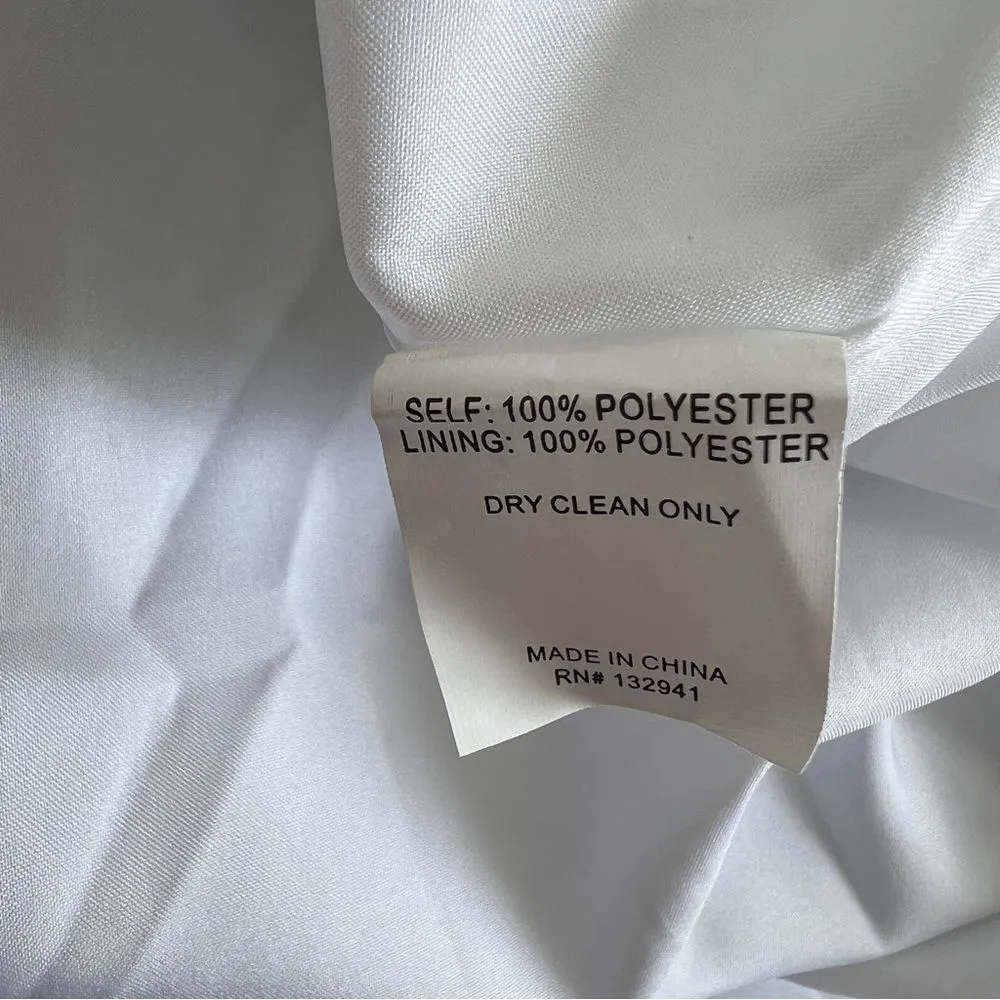 SELF: 100% POLYESTER
LINING: 100% POLYESTER
DRY CLEAN ONLY
MADE IN CHINA
RN# 132941